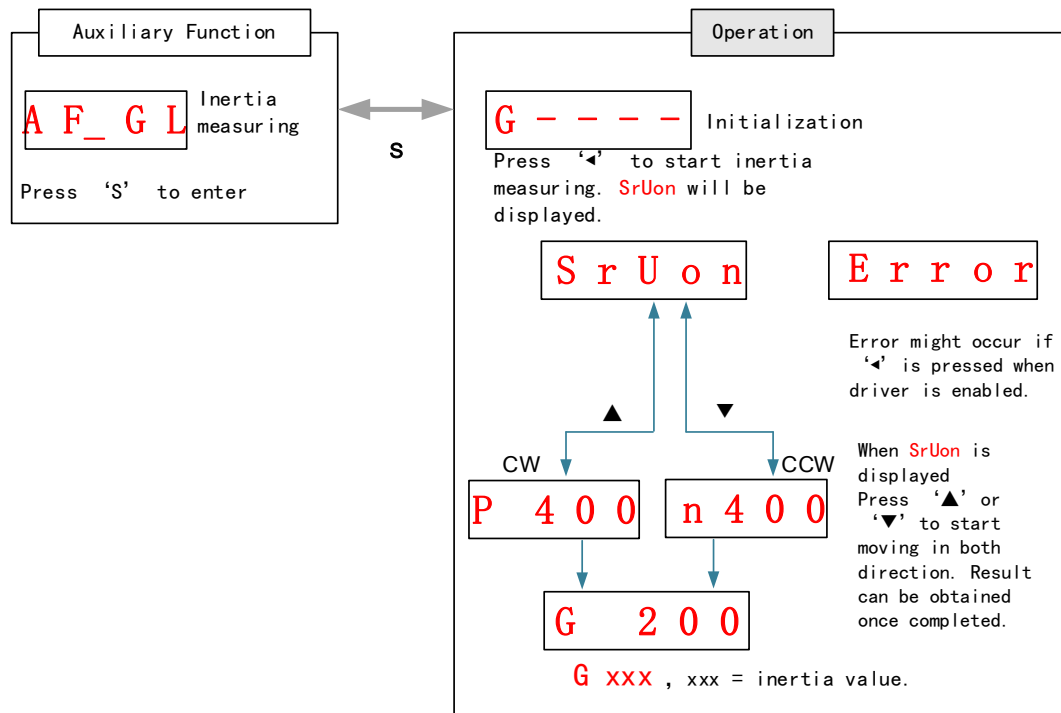 Auxiliary Function
A F_ G L
Inertia
measuring
Press ‘S’ to enter
S
Operation
G - - - -
Initialization
Press ‘◄’ to start inertia
measuring. SrUon will be
displayed.
S r U o n
E r r o r
Error might occur if
‘◄’ is pressed when
driver is enabled.
▲
▼
CW
CCW
P 4 0 0
n 4 0 0
When SrUon is
displayed
Press ‘▲’ or
‘▼’ to start
moving in both
direction. Result
can be obtained
once completed.
G 2 0 0
G xxx , xxx = inertia value.